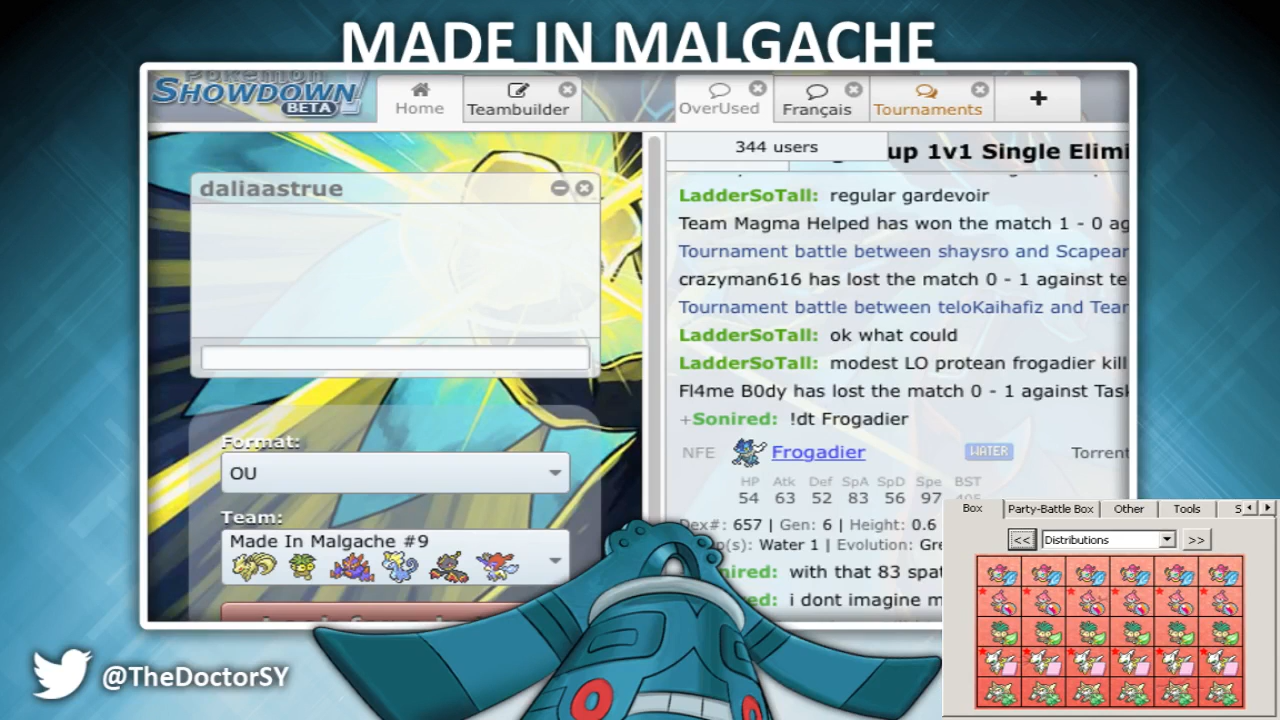 MADE IN MALGACHE
Pokémon
SHOWDOWN
BETA
Home
Teambuilder
OverUsed
Français
Tournaments
+
344 users
up 1v1 Single Elimi
daliaastrue
LadderSoTall: regular gardevoir
Team Magma Helped has won the match 1 - 0 ag
Tournament battle between shaysro and Scapear
crazyman616 has lost the match 0 - 1 against te
Tournament battle between teloKaihafiz and Tear
LadderSoTall: ok what could
LadderSoTall: modest LO protean frogadier kill
Fl4me B0dy has lost the match 0 - 1 against Task
+Sonired: !dt Frogadier
NFE Frogadier WATER Torrent
HP Atk Def SpA SpD Spe BST
54 63 52 83 56 97 405
Dex#: 657 | Gen: 6 | Height: 0.6
p(s): Water 1 | Evolution: Gre
nired: with that 83 spat
ed: i dont imagine m
Format:
OU
Team:
Made In Malgache #9
Box
Party-Battle Box
Other
Tools
S
<<
Distributions
>>
@TheDoctorSY